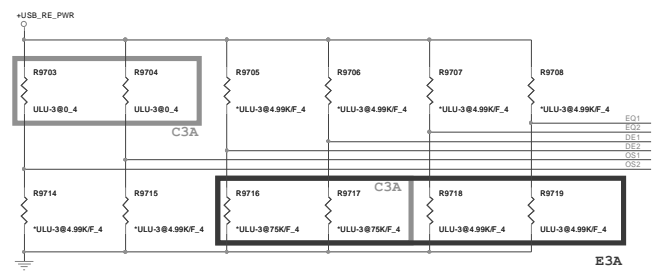 +USB_RE_PWR
R9703 R9704 R9705 R9706 R9707 R9708
ULU-3@0_4 ULU-3@0_4 *ULU-3@4.99K/F_4 *ULU-3@4.99K/F_4 *ULU-3@4.99K/F_4 *ULU-3@4.99K/F_4
C3A
EQ1
EQ2
DE1
DE2
OS1
OS2
R9714 R9715 R9716 R9717 C3A R9718 R9719
*ULU-3@4.99K/F_4 *ULU-3@4.99K/F_4 *ULU-3@75K/F_4 *ULU-3@75K/F_4 ULU-3@4.99K/F_4 ULU-3@4.99K/F_4
E3A